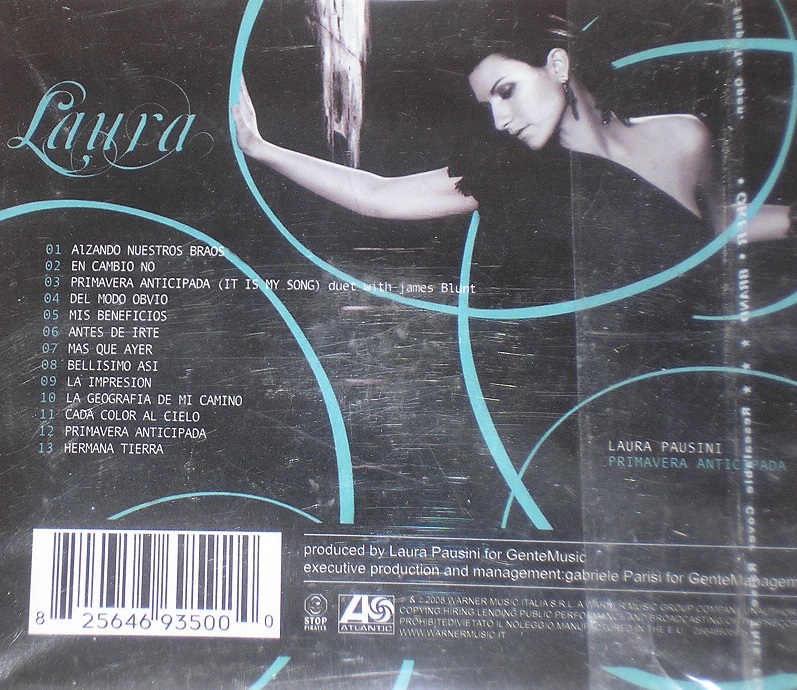 Laura
01 AlZANDO NUESTROS BRAOS
02 EN CAMBIO NO
03 PRIMAVERA ANTICIPADA (IT IS MY SONG) duet with james Blunt
04 DEL MODO OBVIO
05 MIS BENEFICIOS
06 ANTES DE IRTE
07 MAS QUE AYER
08 BELLISIMO ASI
09 LA IMPRESION
10 LA GEOGRAFIA DE MI CAMINO
11 CADA COLOR AL CIELO
12 PRIMAVERA ANTICIPADA
13 HERMANA TIERRA
LAURA PAUSINI
PRIMAVERA ANTICIPADA
produced by Laura Pausini for GenteMusic
executive production and management:gabriele Parisi for GenteManagem
8 25646 93500 0
STOP
PIRATES
ATLANTIC
℗ & © 2008 WARNER MUSIC ITALIA S.R.L. A WARNER MUSIC GROUP COMPANY
COPYING.HIRING.LENDING.PUBLIC PERFORMANCE AND BROADCASTING OF
PROHIBITED/VIETATO IL NOLEGGIO.MANUFACTURED IN THE E.U.
WWW.WARNERMUSIC.IT
Open ★ ★ BRAND ★ ★ ★ Resealable